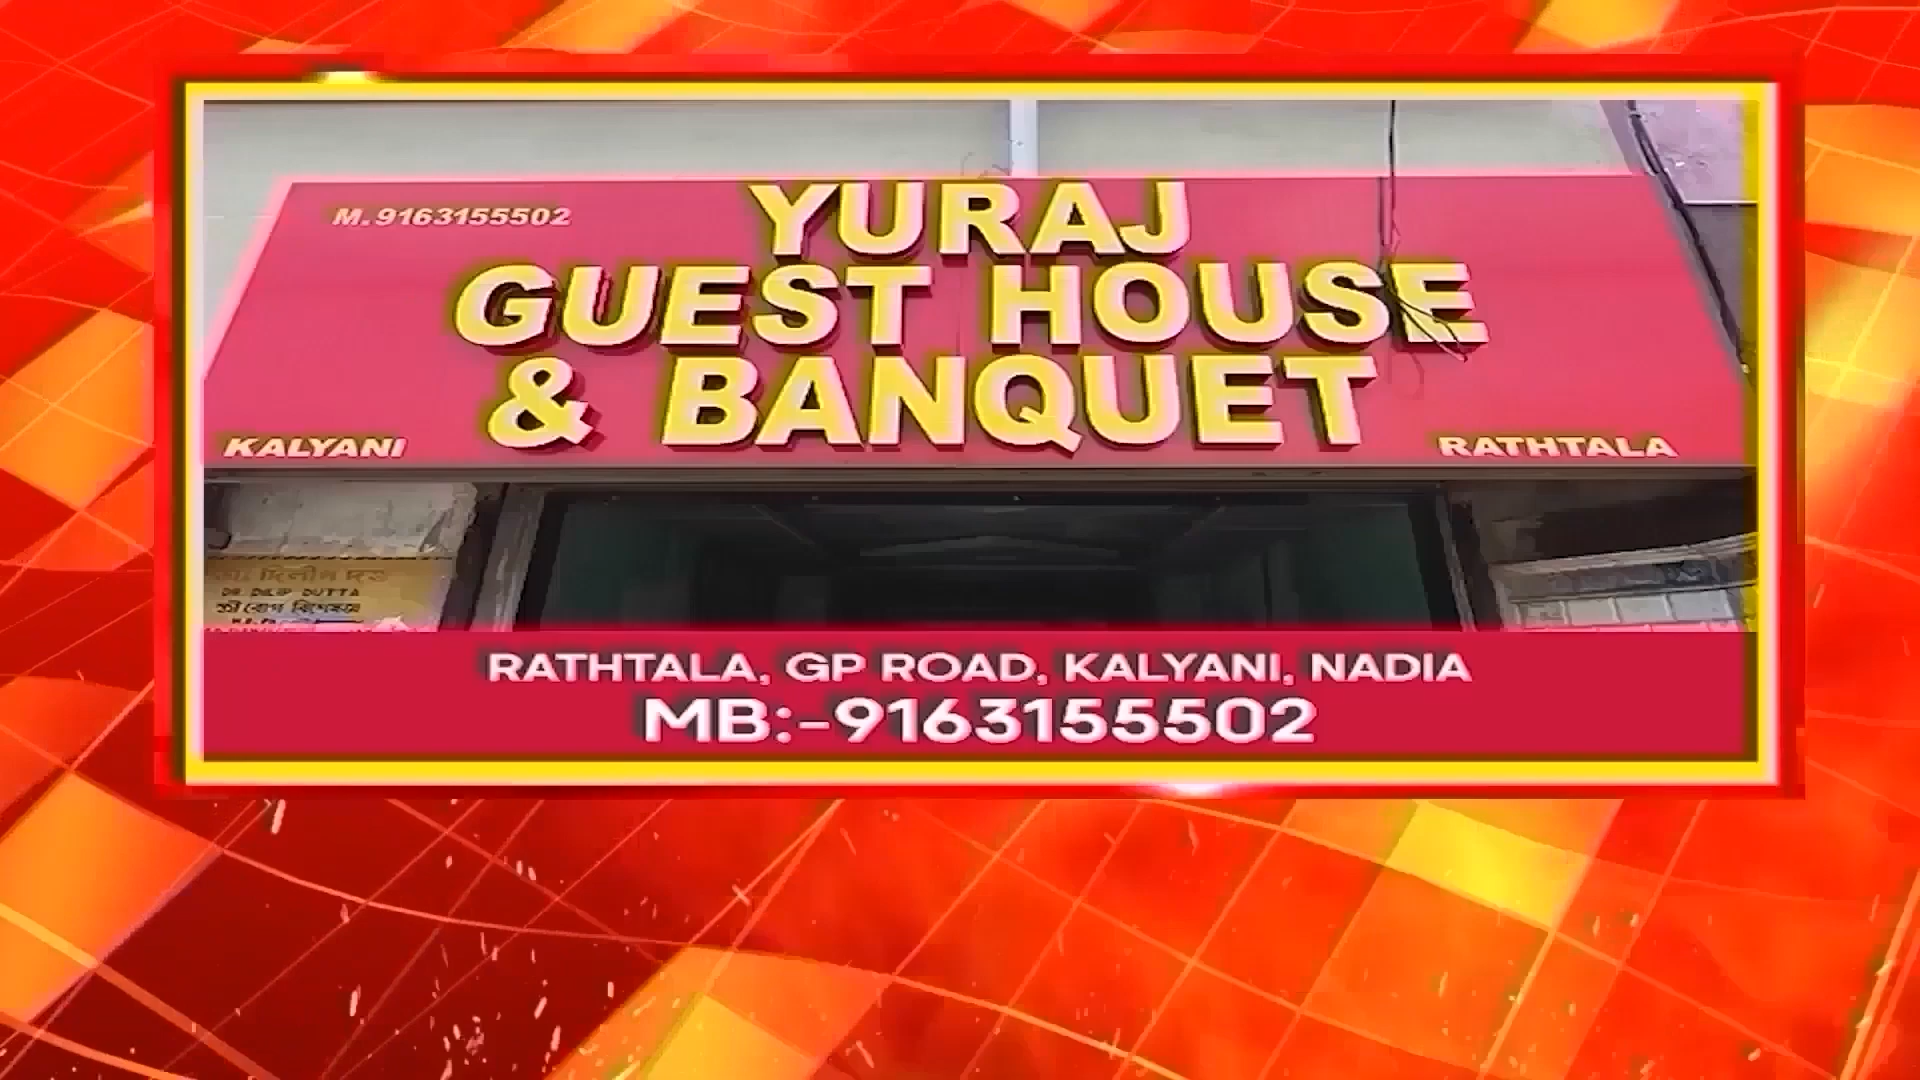 M. 9163155502
YURAJ
GUEST HOUSE
& BANQUET
KALYANI
RATHTALA
DR. DILIP DUTTA
RATHTALA, GP ROAD, KALYANI, NADIA
MB:-9163155502